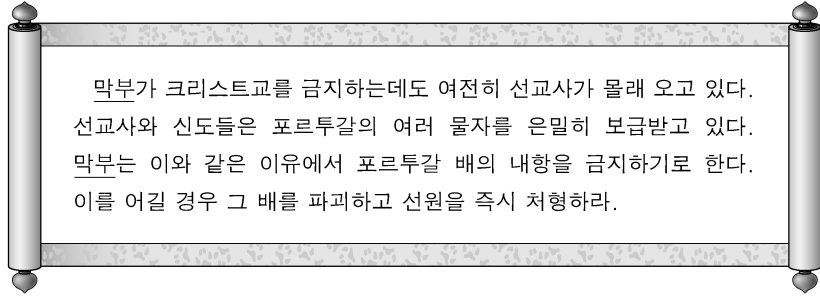 막부가 크리스트교를 금지하는데도 여전히 선교사가 몰래 오고 있다.
선교사와 신도들은 포르투갈의 여러 물자를 은밀히 보급받고 있다.
막부는 이와 같은 이유에서 포르투갈 배의 내항을 금지하기로 한다.
이를 어길 경우 그 배를 파괴하고 선원을 즉시 처형하라.